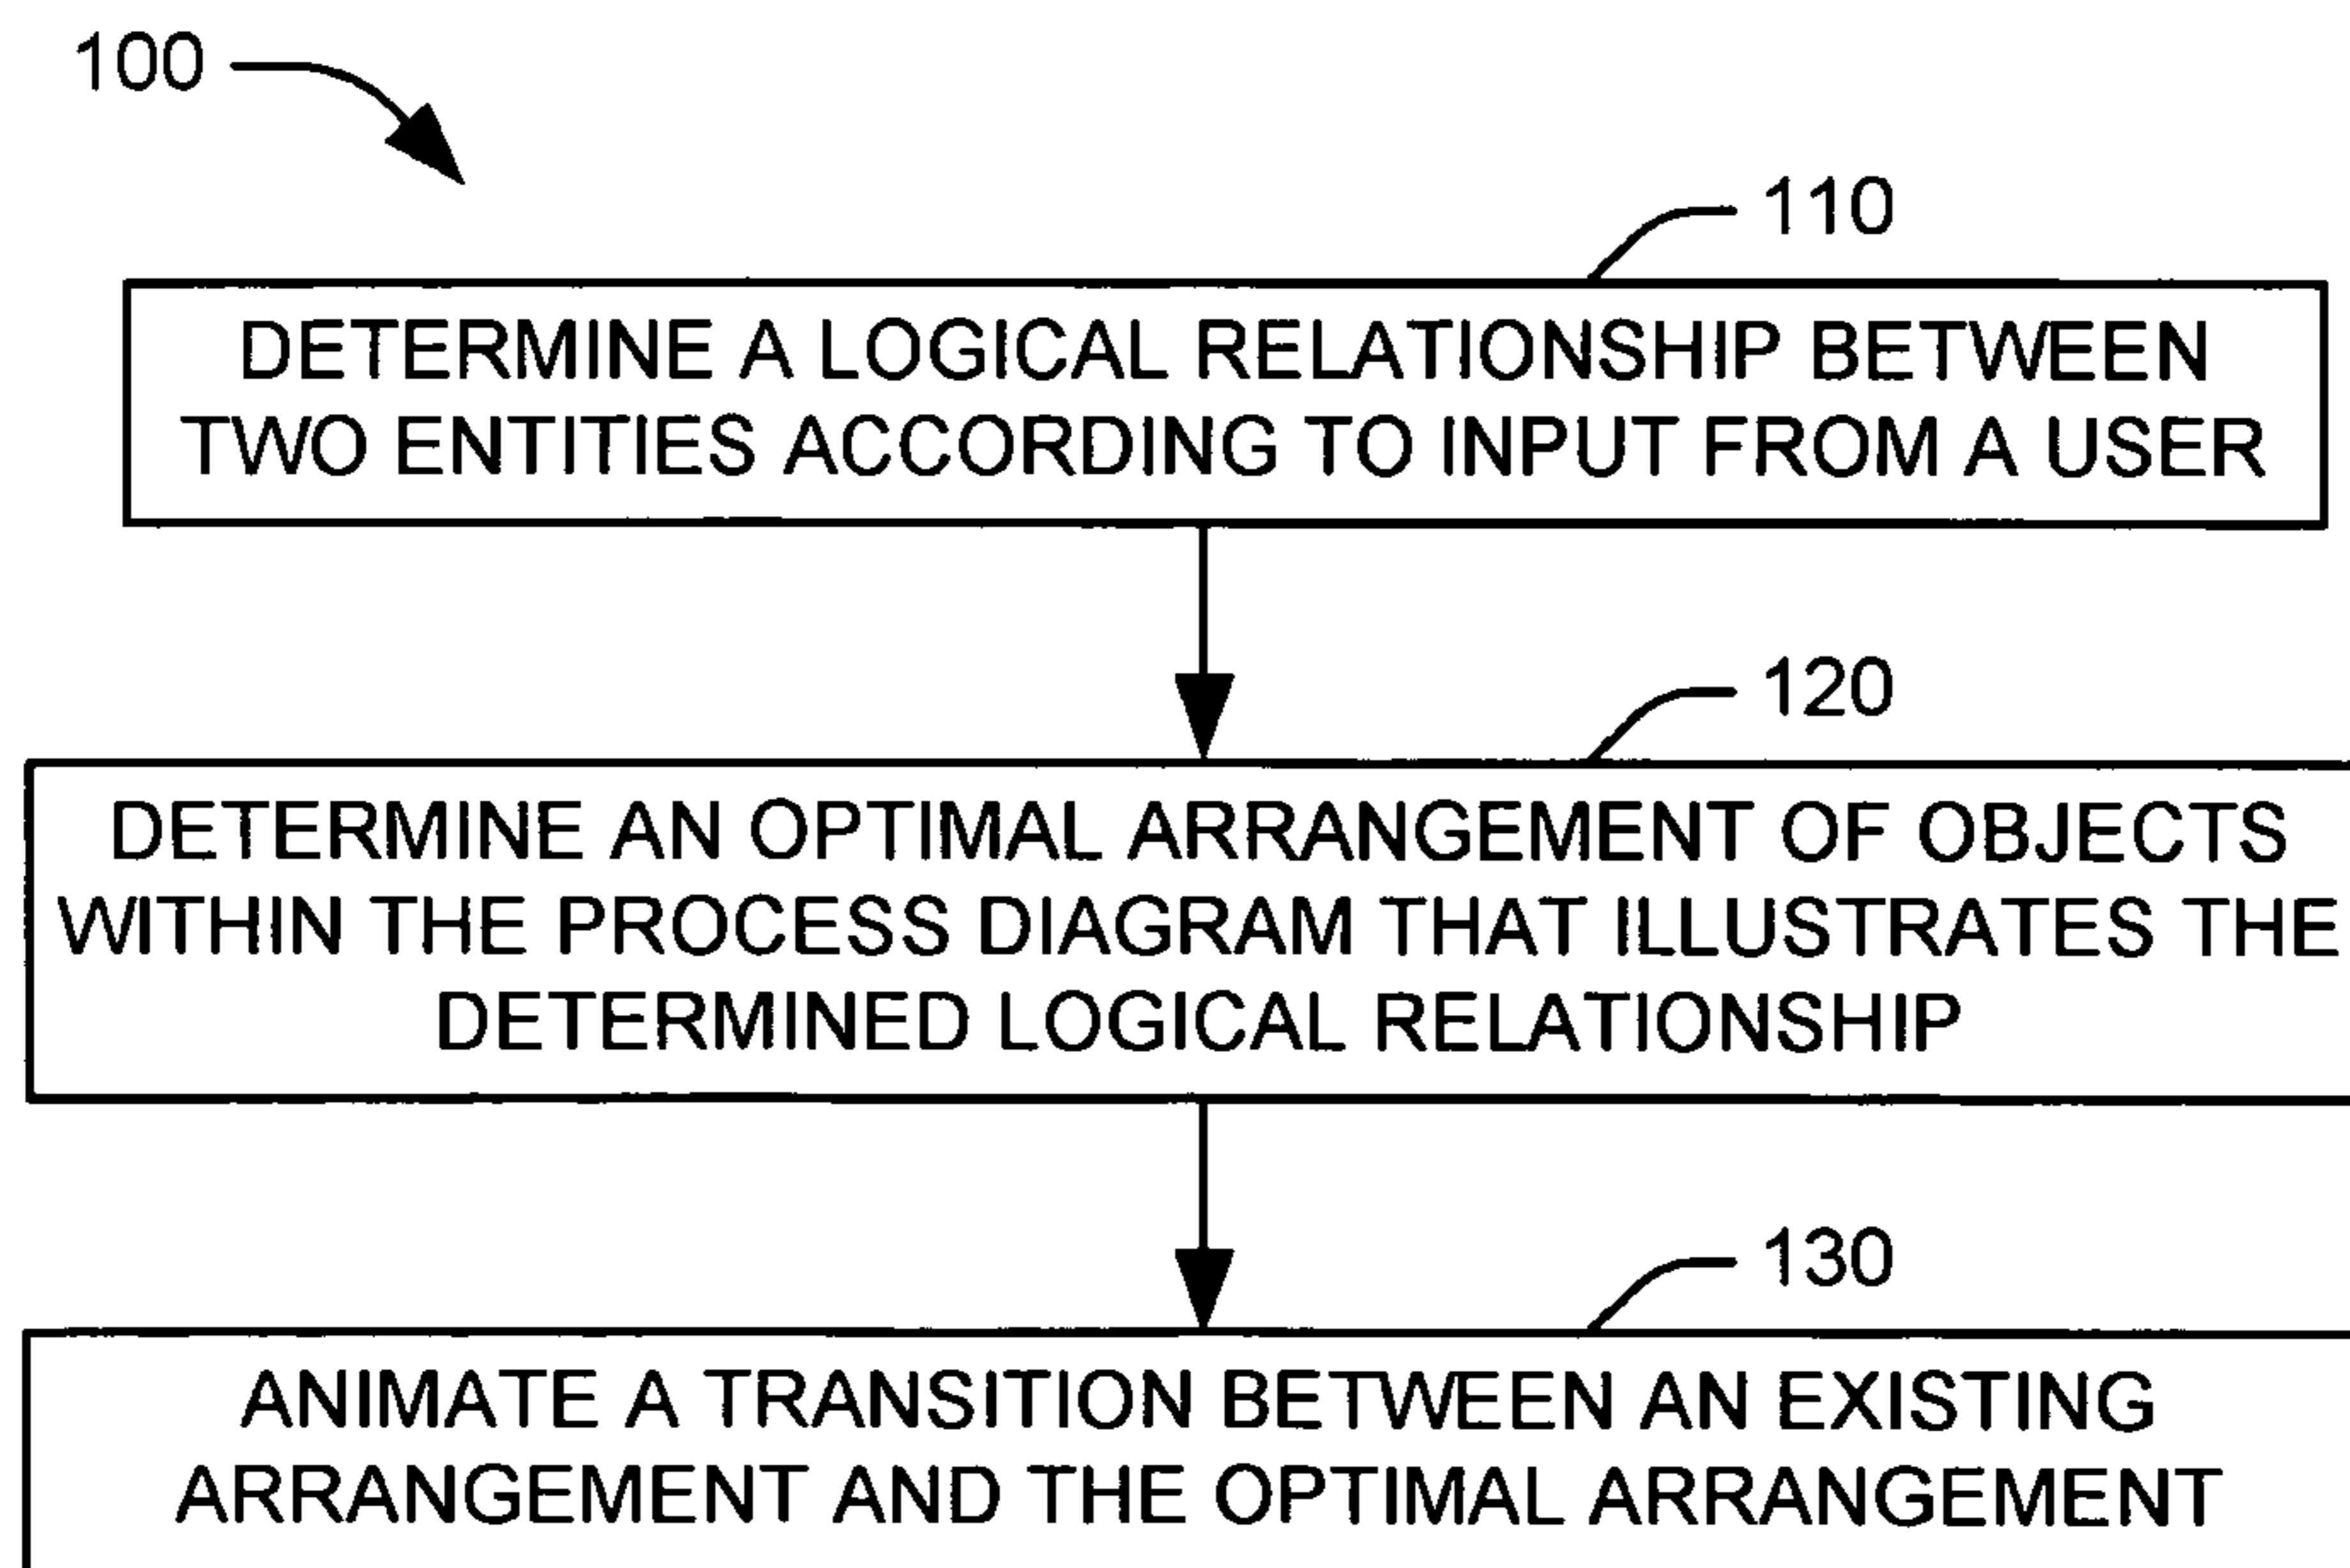 100
110
DETERMINE A LOGICAL RELATIONSHIP BETWEEN
TWO ENTITIES ACCORDING TO INPUT FROM A USER
120
DETERMINE AN OPTIMAL ARRANGEMENT OF OBJECTS
WITHIN THE PROCESS DIAGRAM THAT ILLUSTRATES THE
DETERMINED LOGICAL RELATIONSHIP
130
ANIMATE A TRANSITION BETWEEN AN EXISTING
ARRANGEMENT AND THE OPTIMAL ARRANGEMENT